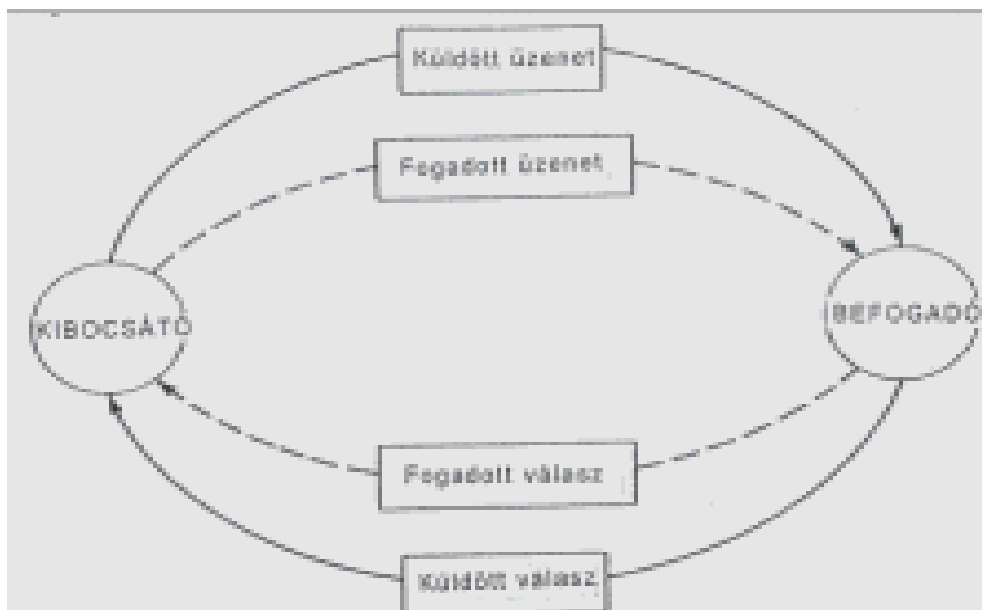 Küldött üzenet
Fogadott üzenet
KIBOCSÁTÓ
BEFOGADÓ
Fogadott válasz
Küldött válasz